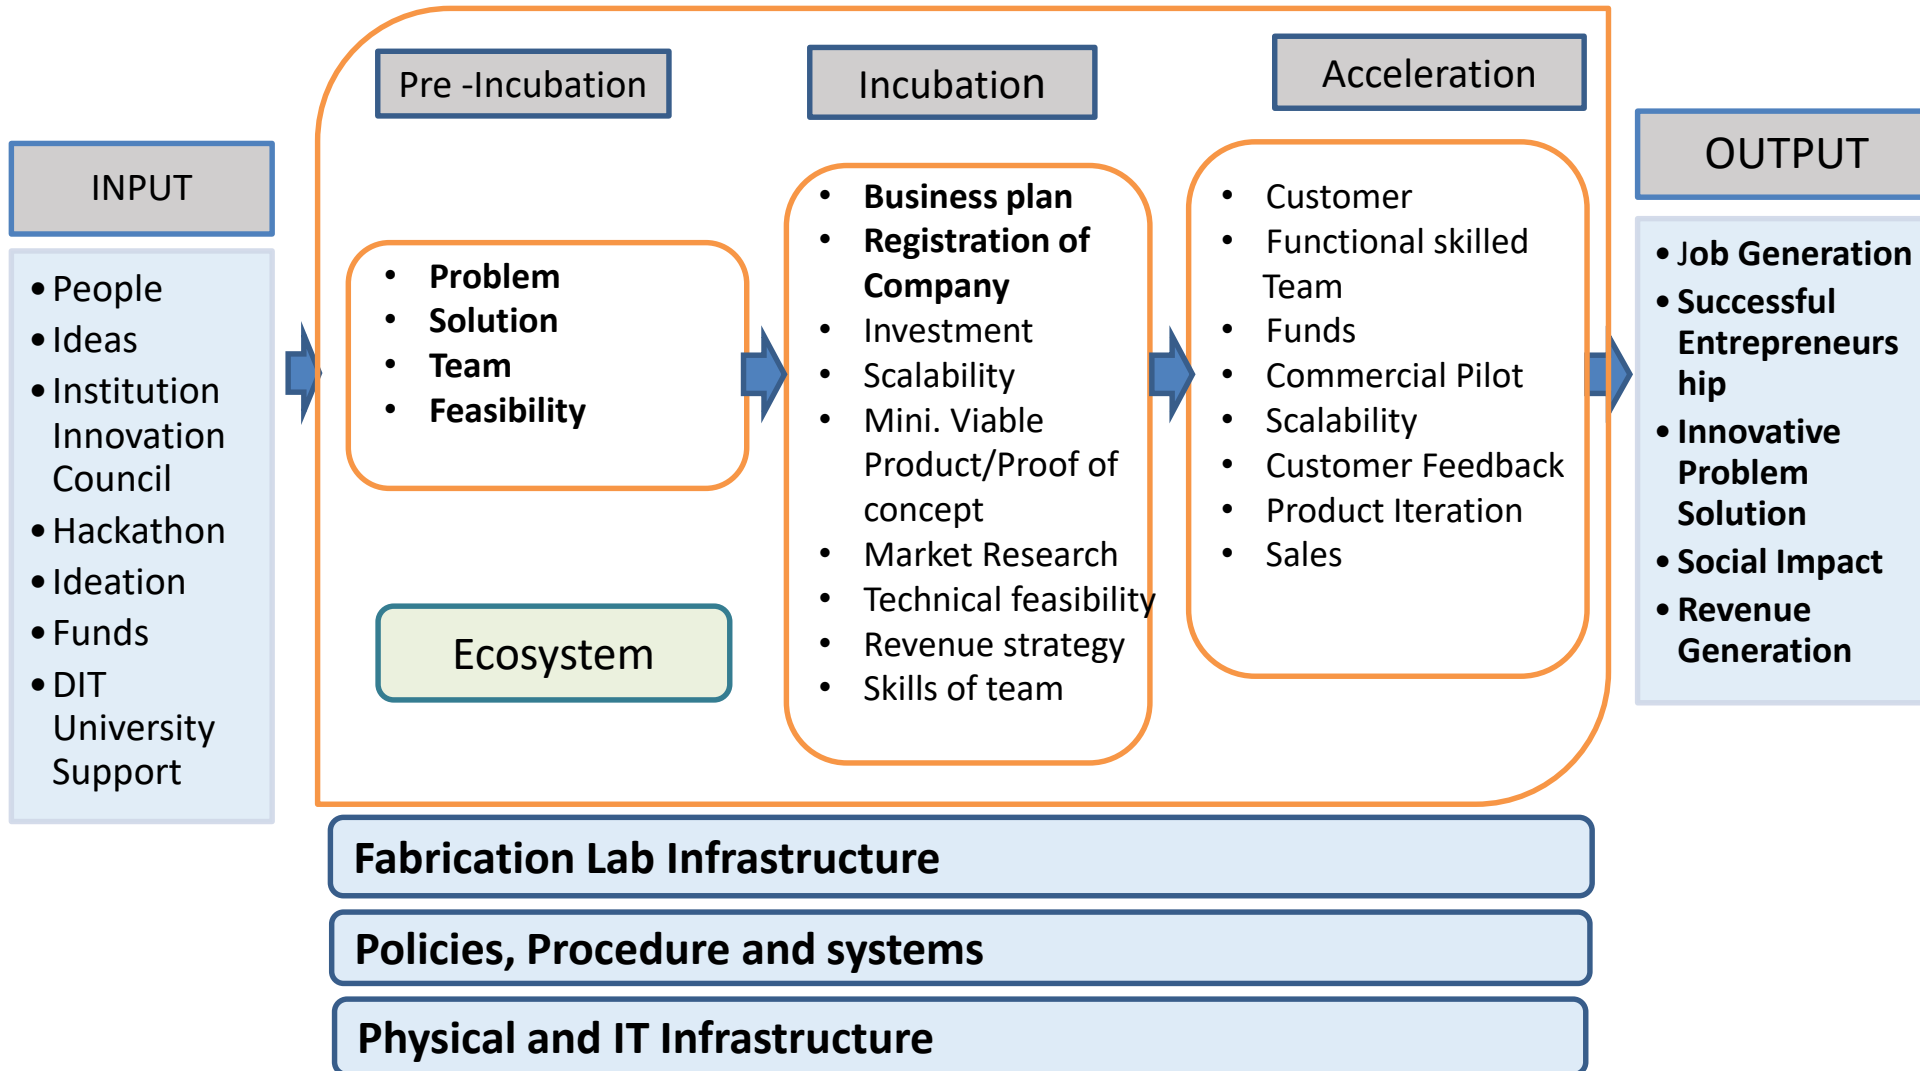 INPUT
• People
• Ideas
• Institution
Innovation
Council
• Hackathon
• Ideation
• Funds
• DIT
University
Support
Pre -Incubation
• Problem
• Solution
• Team
• Feasibility
Ecosystem
Incubation
• Business plan
• Registration of
Company
• Investment
• Scalability
• Mini. Viable
Product/Proof of
concept
• Market Research
• Technical feasibility
• Revenue strategy
• Skills of team
Acceleration
• Customer
• Functional skilled
Team
• Funds
• Commercial Pilot
• Scalability
• Customer Feedback
• Product Iteration
• Sales
OUTPUT
• Job Generation
• Successful
Entrepreneurs
hip
• Innovative
Problem
Solution
• Social Impact
• Revenue
Generation
Fabrication Lab Infrastructure
Policies, Procedure and systems
Physical and IT Infrastructure